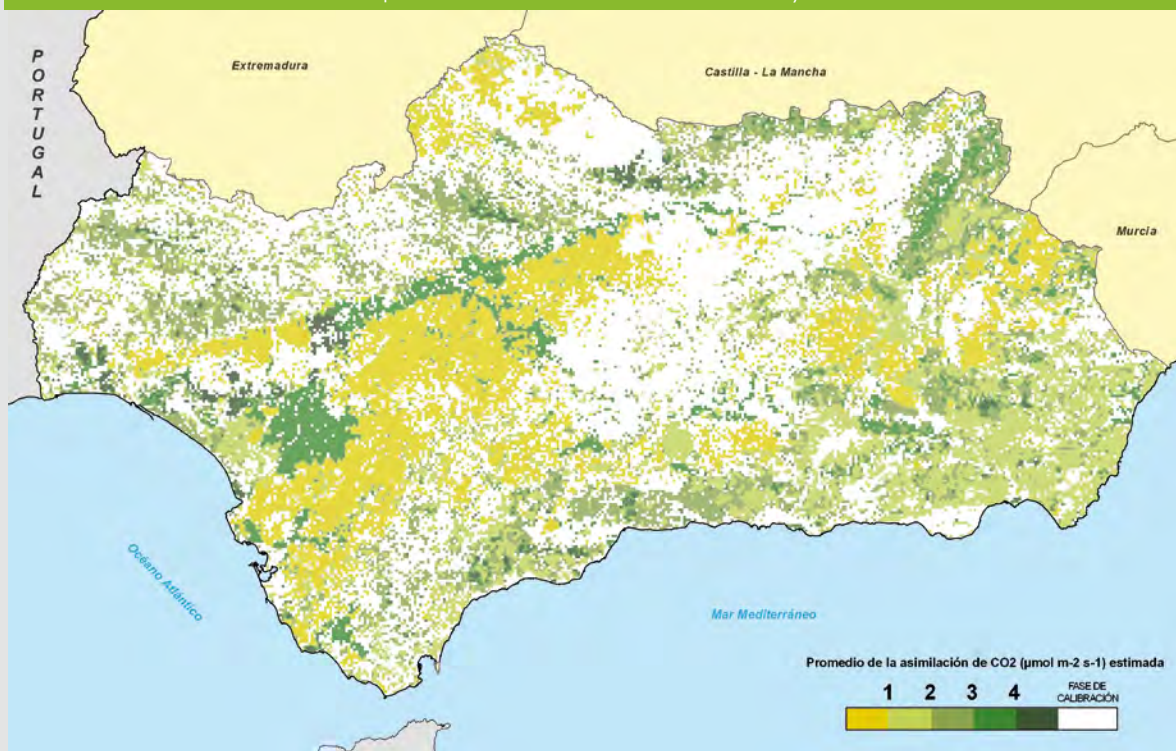 PORTUGAL
Extremadura
Castilla - La Mancha
Murcia
Océano Atlántico
Mar Mediterráneo
Promedio de la asimilación de CO2 (µmol m-2 s-1) estimada
1 2 3 4 FASE DE
CALIBRACIÓN